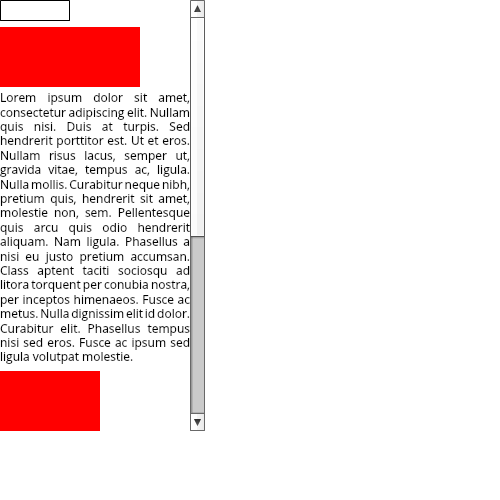 Lorem ipsum dolor sit amet,
consectetur adipiscing elit. Nullam
quis nisi. Duis at turpis. Sed
hendrerit porttitor est. Ut et eros.
Nullam risus lacus, semper ut,
gravida vitae, tempus ac, ligula.
Nulla mollis. Curabitur neque nibh,
pretium quis, hendrerit sit amet,
molestie non, sem. Pellentesque
quis arcu quis odio hendrerit
aliquam. Nam ligula. Phasellus a
nisi eu justo pretium accumsan.
Class aptent taciti sociosqu ad
litora torquent per conubia nostra,
per inceptos himenaeos. Fusce ac
metus. Nulla dignissim elit id dolor.
Curabitur elit. Phasellus tempus
nisi sed eros. Fusce ac ipsum sed
ligula volutpat molestie.